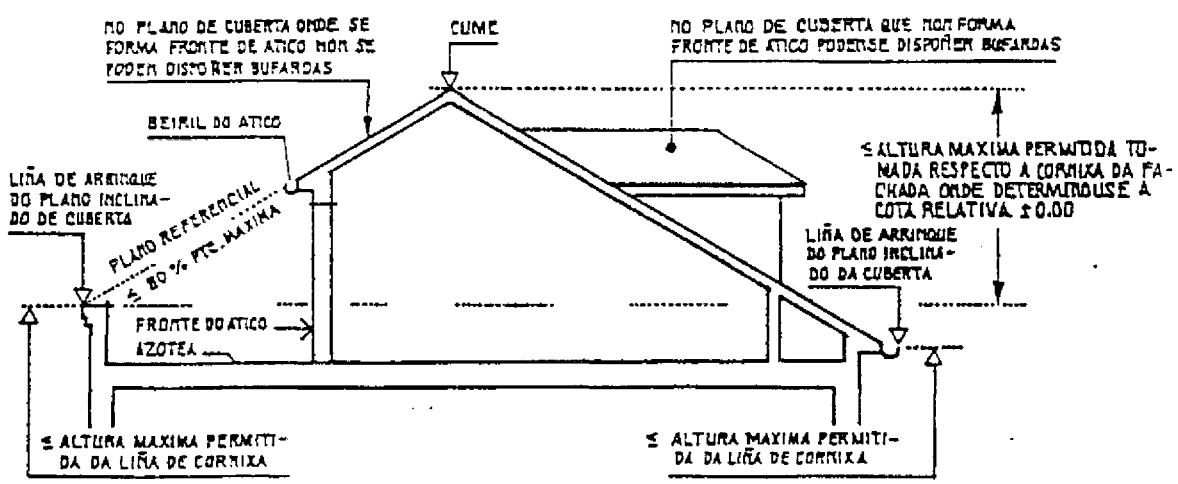 NO PLANO DE CUBERTA ONDE SE
FORMA FRONTE DE ATICO NON SE
PODEN DISPOÑER BUFARDAS
CUME
NO PLANO DE CUBERTA QUE NON FORMA
FRONTE DE ATICO PODENSE DISPOÑER BUFARDAS
BEIRIL DO ATICO
LIÑA DE ARRINQUE
DO PLANO INCLINA-
DO DE CUBERTA
PLANO REFERENCIAL
≤ 80 % PTE. MAXIMA
≤ ALTURA MAXIMA PERMITIDA TO-
MADA RESPECTO A CORNIXA DA FA-
CHADA ONDE DETERMINOUSE A
COTA RELATIVA ±0.00
LIÑA DE ARRINQUE
DO PLANO INCLINA-
DO DA CUBERTA
FRONTE DO ATICO
AZOTEA
≤ ALTURA MAXIMA PERMITI-
DA DA LIÑA DE CORNIXA
≤ ALTURA MAXIMA PERMITI-
DA DA LIÑA DE CORNIXA